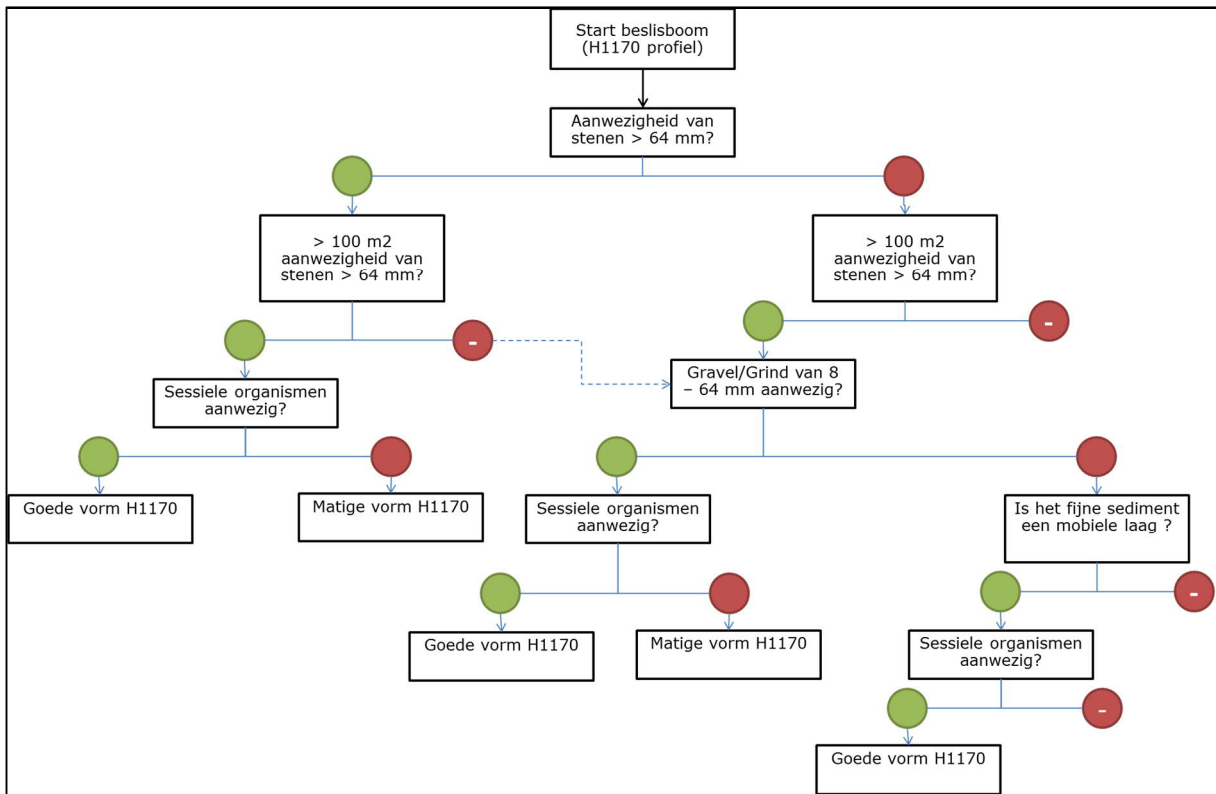 Start beslisboom
(H1170 profiel)
Aanwezigheid van
stenen > 64 mm?
> 100 m2
aanwezigheid van
stenen > 64 mm?
> 100 m2
aanwezigheid van
stenen > 64 mm?
-
-
Sessiele organismen
aanwezig?
Gravel/Grind van 8
– 64 mm aanwezig?
Goede vorm H1170
Matige vorm H1170
Sessiele organismen
aanwezig?
Is het fijne sediment
een mobiele laag ?
-
Goede vorm H1170
Matige vorm H1170
Sessiele organismen
aanwezig?
-
Goede vorm H1170